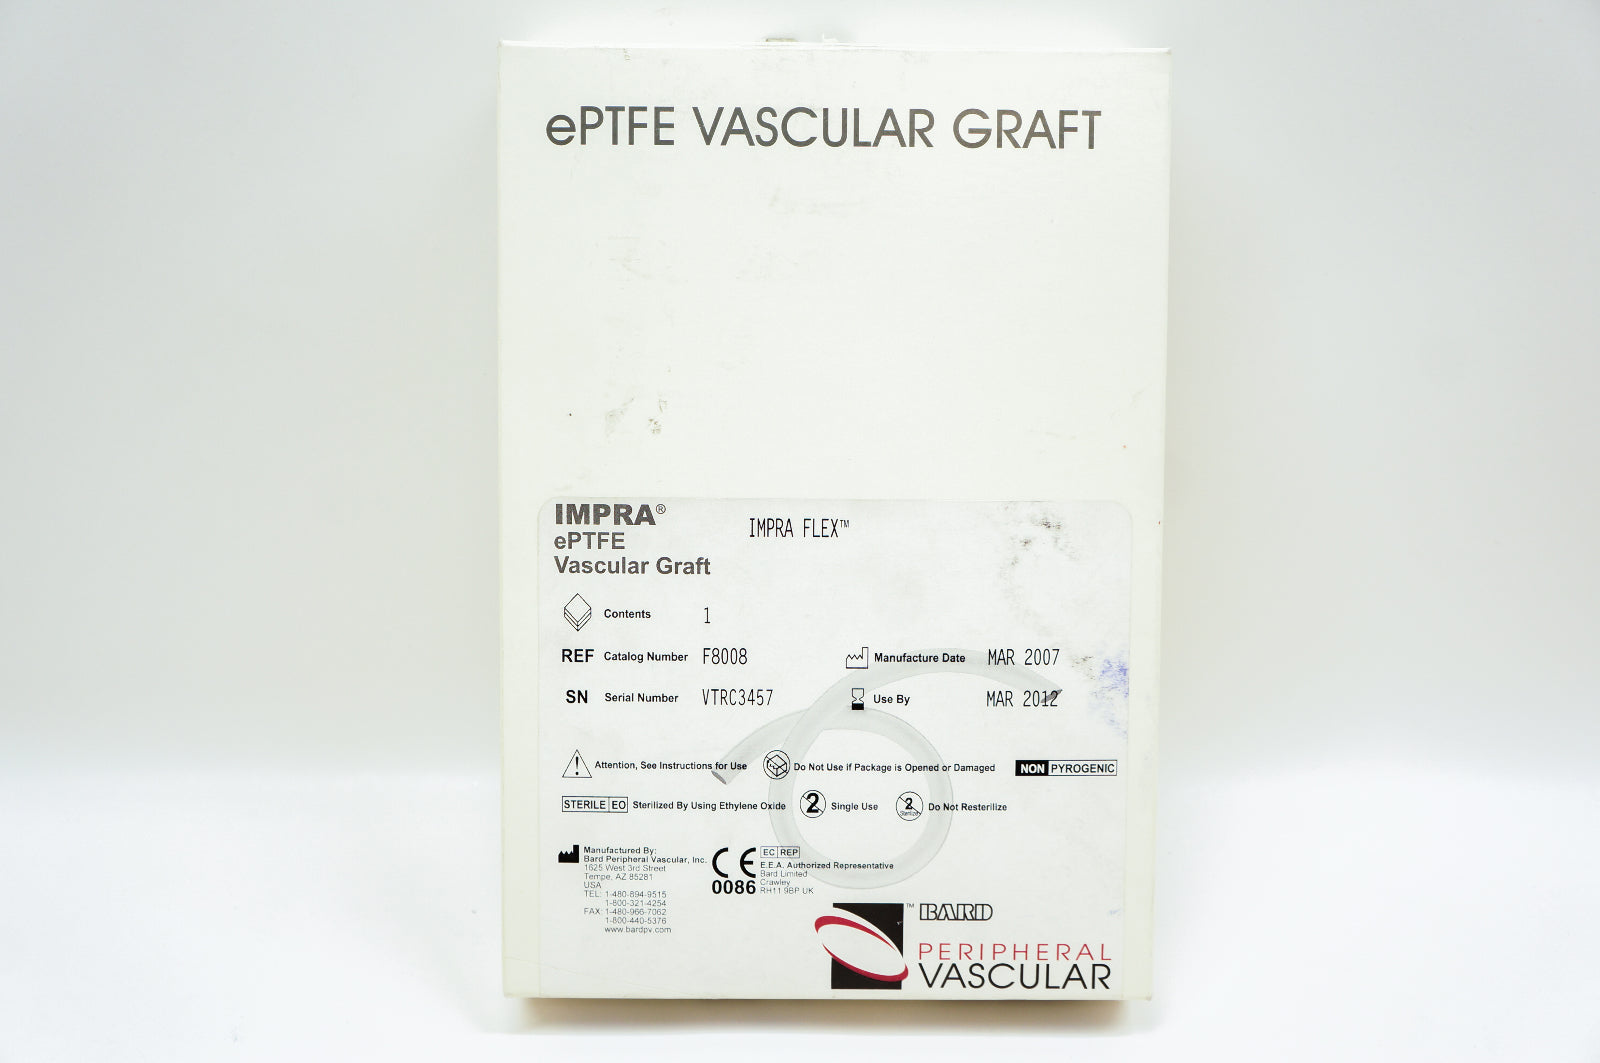 ePTFE VASCULAR GRAFT
IMPRA®
ePTFE
Vascular Graft
IMPRA FLEX™
Contents 1
REF Catalog Number F8008
Manufacture Date MAR 2007
SN Serial Number VTRC3457
Use By MAR 2012
Attention, See Instructions for Use
Do Not Use if Package is Opened or Damaged
NON PYROGENIC
STERILE EO Sterilized By Using Ethylene Oxide
2 Single Use
2 Do Not Resterilize
Manufactured By:
Bard Peripheral Vascular, Inc.
1625 West 3rd Street
Tempe, AZ 85281
USA
TEL: 1-480-894-9515
1-800-321-4254
FAX: 1-480-966-7062
1-800-440-5376
www.bardpv.com
CE
0086
EC REP
E.E.A. Authorized Representative
Bard Limited
Crawley
RH11 9BP UK
™ BARD
PERIPHERAL
VASCULAR